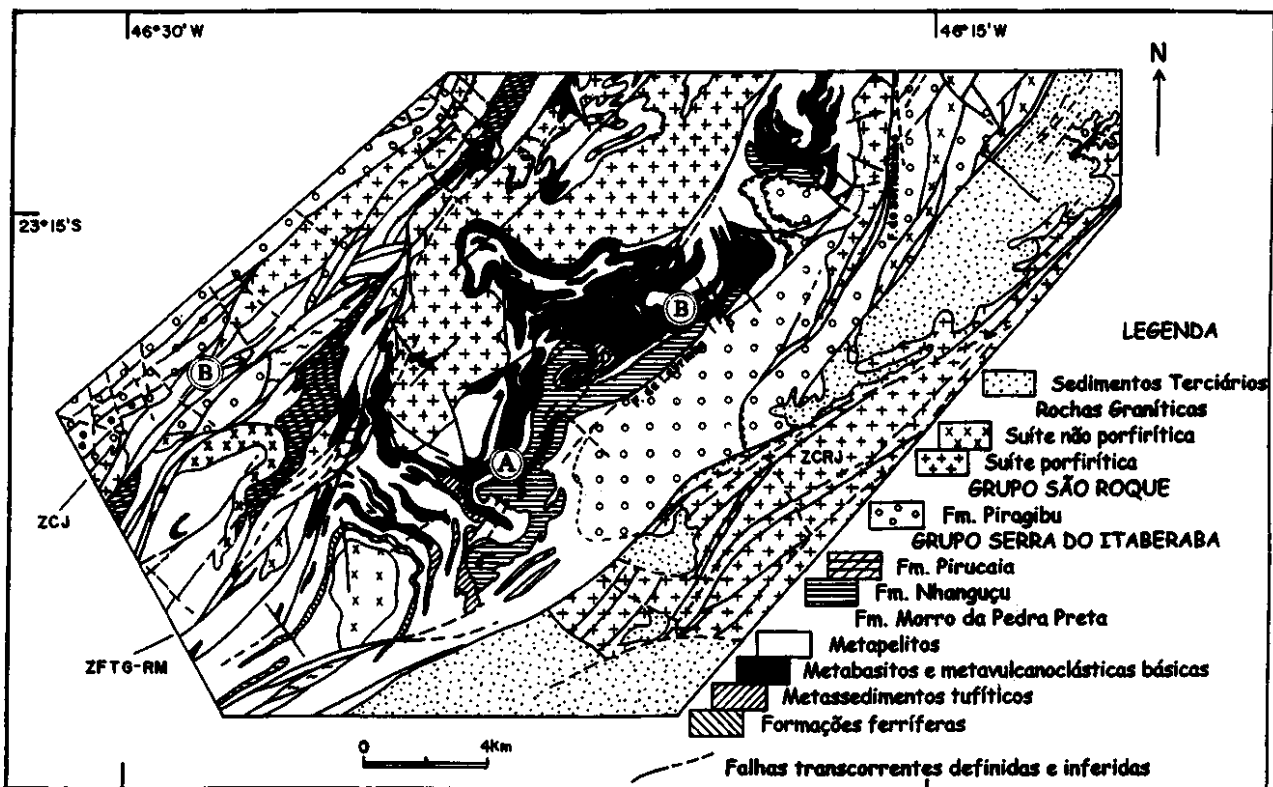 46°30' W
46°15' W
N
23°15'S
B
B
A
ZCRJ
ZCJ
ZFTG-RM
LEGENDA
Sedimentos Terciários
Rochas Graníticas
Suíte não porfirítica
Suíte porfirítica
GRUPO SÃO ROQUE
Fm. Piragibu
GRUPO SERRA DO ITABERABA
Fm. Pirucaia
Fm. Nhanguçu
Fm. Morro da Pedra Preta
Metapelitos
Metabasitos e metavulcanoclásticas básicas
Metassedimentos tufíticos
Formações ferríferas
Falhas transcorrentes definidas e inferidas
0 4Km